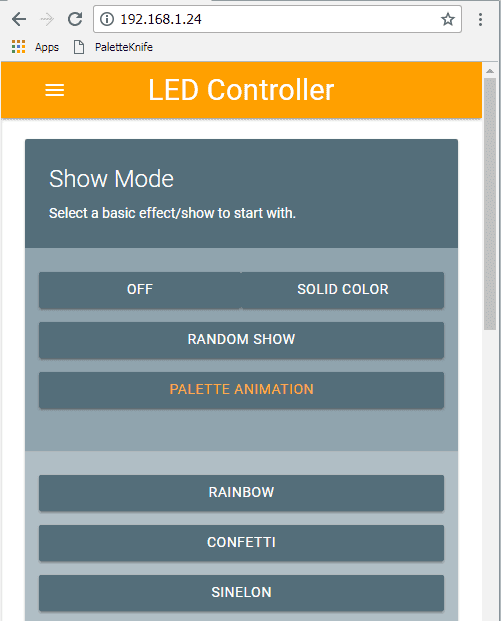 192.168.1.24
Apps PaletteKnife
LED Controller
Show Mode
Select a basic effect/show to start with.
OFF SOLID COLOR
RANDOM SHOW
PALETTE ANIMATION
RAINBOW
CONFETTI
SINELON